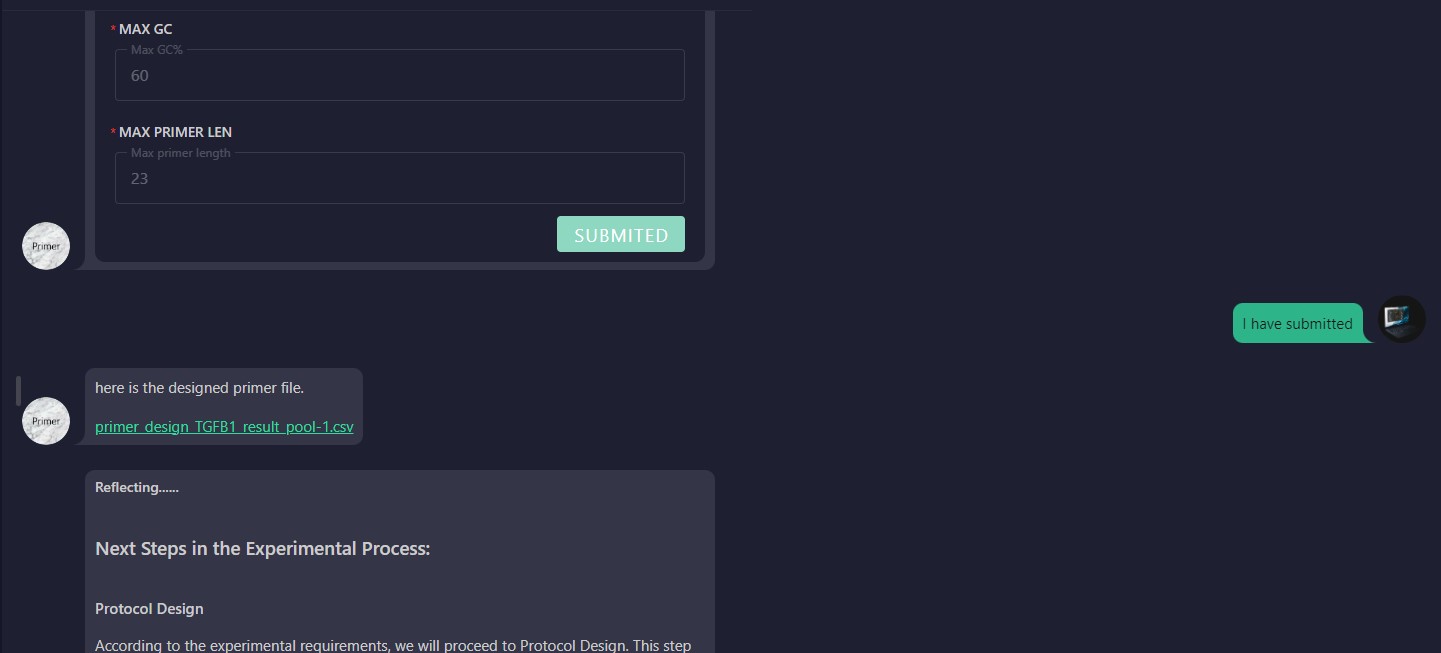 * MAX GC
Max GC%
60
* MAX PRIMER LEN
Max primer length
23
SUBMITED
Primer
I have submitted
here is the designed primer file.
primer_design_TGFB1_result_pool-1.csv
Primer
Reflecting......
Next Steps in the Experimental Process:
Protocol Design
According to the experimental requirements, we will proceed to Protocol Design. This step